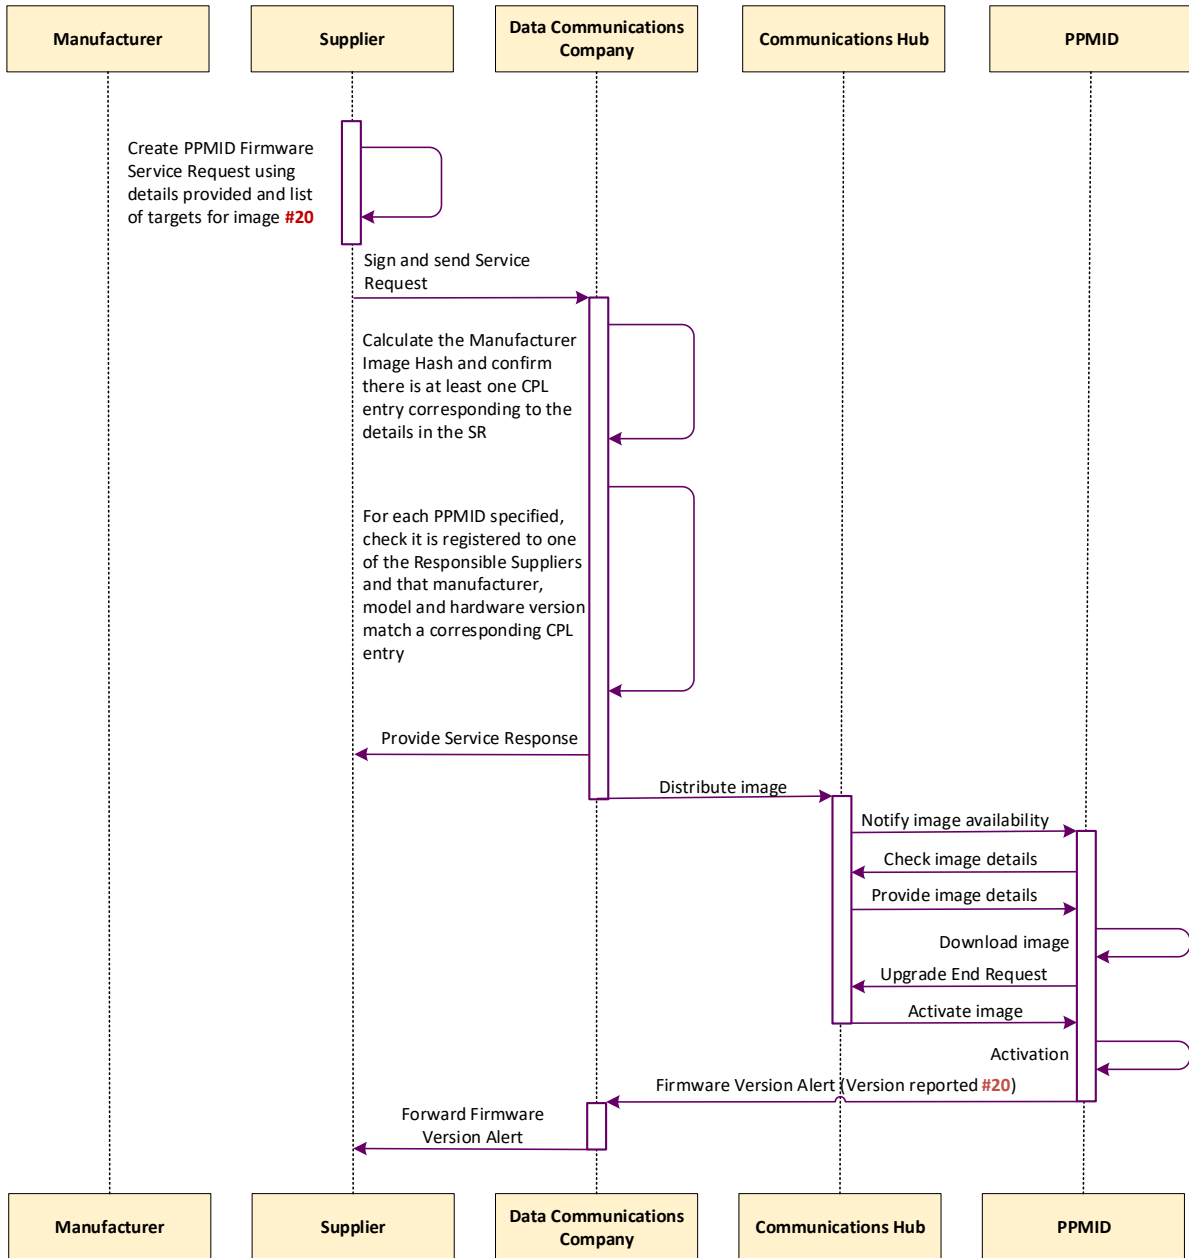 Manufacturer
Supplier
Data Communications
Company
Communications Hub
PPMID
Create PPMID Firmware
Service Request using
details provided and list
of targets for image #20
Sign and send Service
Request
Calculate the Manufacturer
Image Hash and confirm
there is at least one CPL
entry corresponding to the
details in the SR
For each PPMID specified,
check it is registered to one
of the Responsible Suppliers
and that manufacturer,
model and hardware version
match a corresponding CPL
entry
Provide Service Response
Distribute image
Notify image availability
Check image details
Provide image details
Download image
Upgrade End Request
Activate image
Activation
Firmware Version Alert (Version reported #20)
Forward Firmware
Version Alert
Manufacturer
Supplier
Data Communications
Company
Communications Hub
PPMID